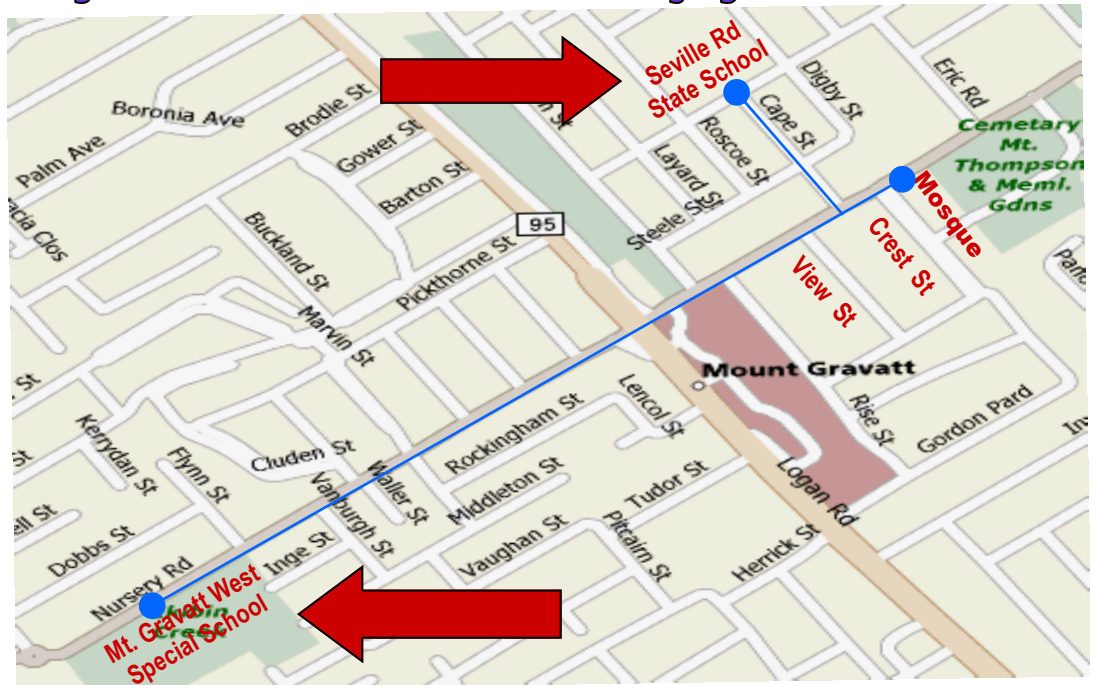 Seville Rd
State School
Digby St
Eric Rd
Boronia Ave
Brodie St
Cape St
Cemetary
Mt.
Thompson
& Meml.
Gdns
Palm Ave
Gower St
Roscoe St
Layard St
Barton St
Mosque
Steele St
95
Buckland St
Crest St
Pickthorne St
View St
Marvin St
Mount Gravatt
Lencol St
Rise St
Gordon Pard
Kerrydan St
Rockingham St
Cluden St
Flynn St
Waller St
Vanburgh St
Middleton St
Tudor St
Logan Rd
Dobbs St
Inge St
Vaughan St
Pitcairn St
Herrick St
Nursery Rd
Mt. Gravatt West
Special School